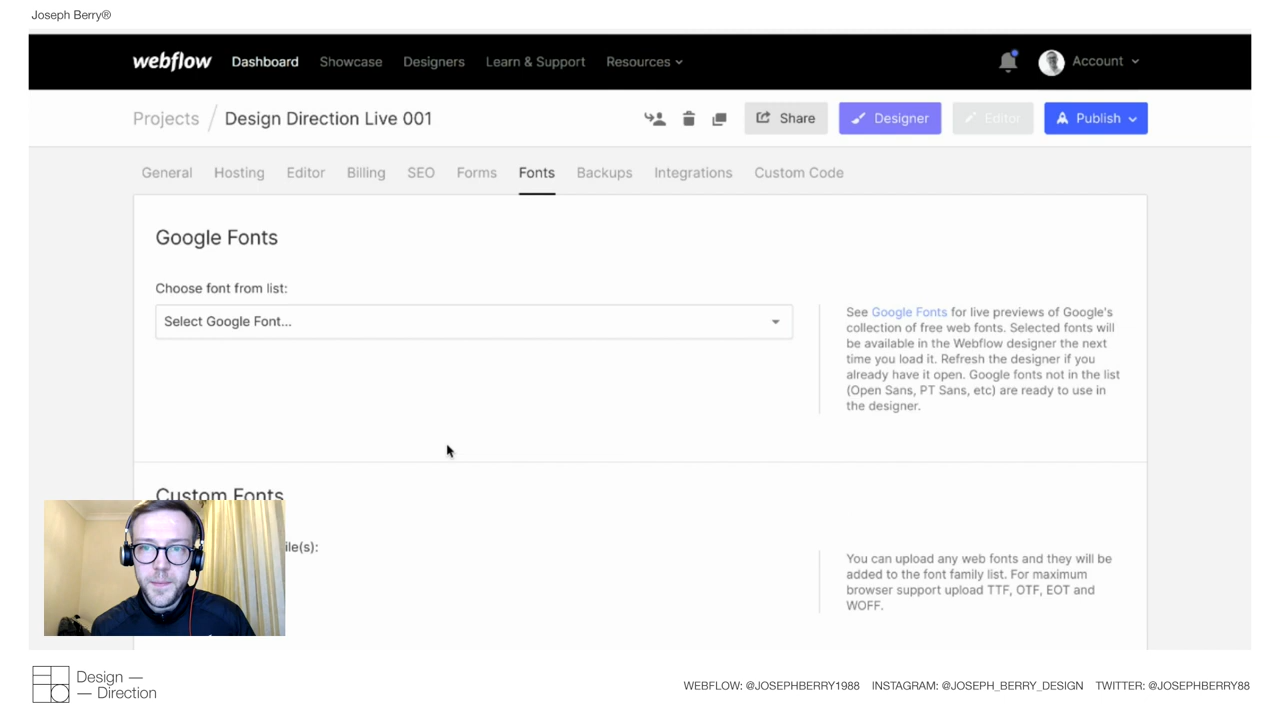 Joseph Berry®
webflow Dashboard Showcase Designers Learn & Support Resources Account
Projects / Design Direction Live 001 Share Designer Editor Publish
General Hosting Editor Billing SEO Forms Fonts Backups Integrations Custom Code
Google Fonts
Choose font from list:
Select Google Font...
See Google Fonts for live previews of Google's
collection of free web fonts. Selected fonts will
be available in the Webflow designer the next
time you load it. Refresh the designer if you
already have it open. Google fonts not in the list
(Open Sans, PT Sans, etc) are ready to use in
the designer.
Custom Fonts
ile(s):
You can upload any web fonts and they will be
added to the font family list. For maximum
browser support upload TTF, OTF, EOT and
WOFF.
Design —
— Direction
WEBFLOW: @JOSEPHBERRY1988 INSTAGRAM: @JOSEPH_BERRY_DESIGN TWITTER: @JOSEPHBERRY88